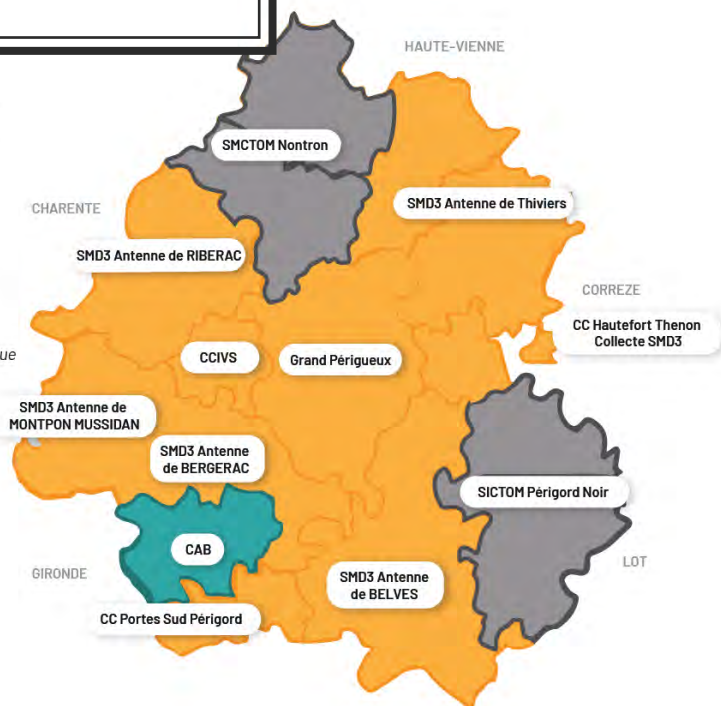 HAUTE-VIENNE
SMCTOM Nontron
SMD3 Antenne de Thiviers
CHARENTE
SMD3 Antenne de RIBERAC
CORREZE
CC Hautefort Thenon
Collecte SMD3
ue
CCIVS
Grand Périgueux
SMD3 Antenne de
MONTPON MUSSIDAN
SMD3 Antenne
de BERGERAC
SICTOM Périgord Noir
CAB
LOT
GIRONDE
SMD3 Antenne
de BELVES
CC Portes Sud Périgord